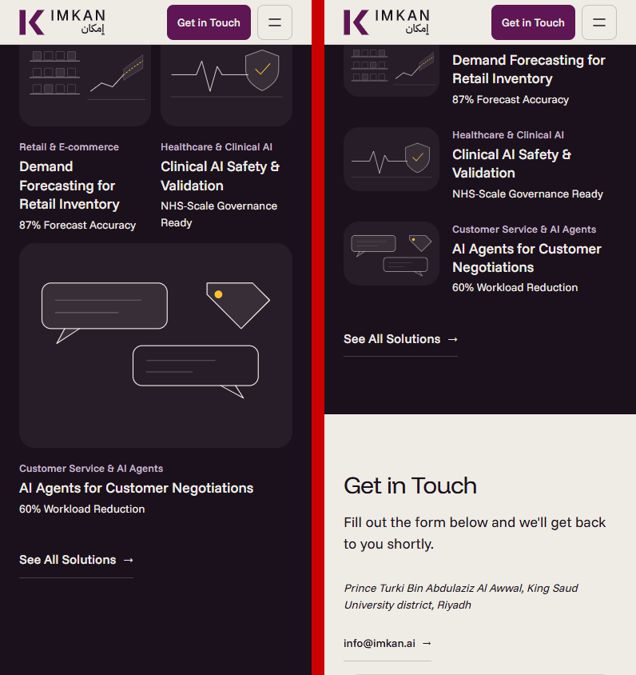 IMKAN
إمكان
Get in Touch
Retail & E-commerce
Demand
Forecasting for
Retail Inventory
87% Forecast Accuracy
Healthcare & Clinical AI
Clinical AI Safety &
Validation
NHS-Scale Governance
Ready
Customer Service & AI Agents
AI Agents for Customer Negotiations
60% Workload Reduction
See All Solutions →
IMKAN
إمكان
Get in Touch
Demand Forecasting for
Retail Inventory
87% Forecast Accuracy
Healthcare & Clinical AI
Clinical AI Safety &
Validation
NHS-Scale Governance Ready
Customer Service & AI Agents
AI Agents for Customer
Negotiations
60% Workload Reduction
See All Solutions →
Get in Touch
Fill out the form below and we'll get back
to you shortly.
Prince Turki Bin Abdulaziz Al Awwal, King Saud
University district, Riyadh
info@imkan.ai →